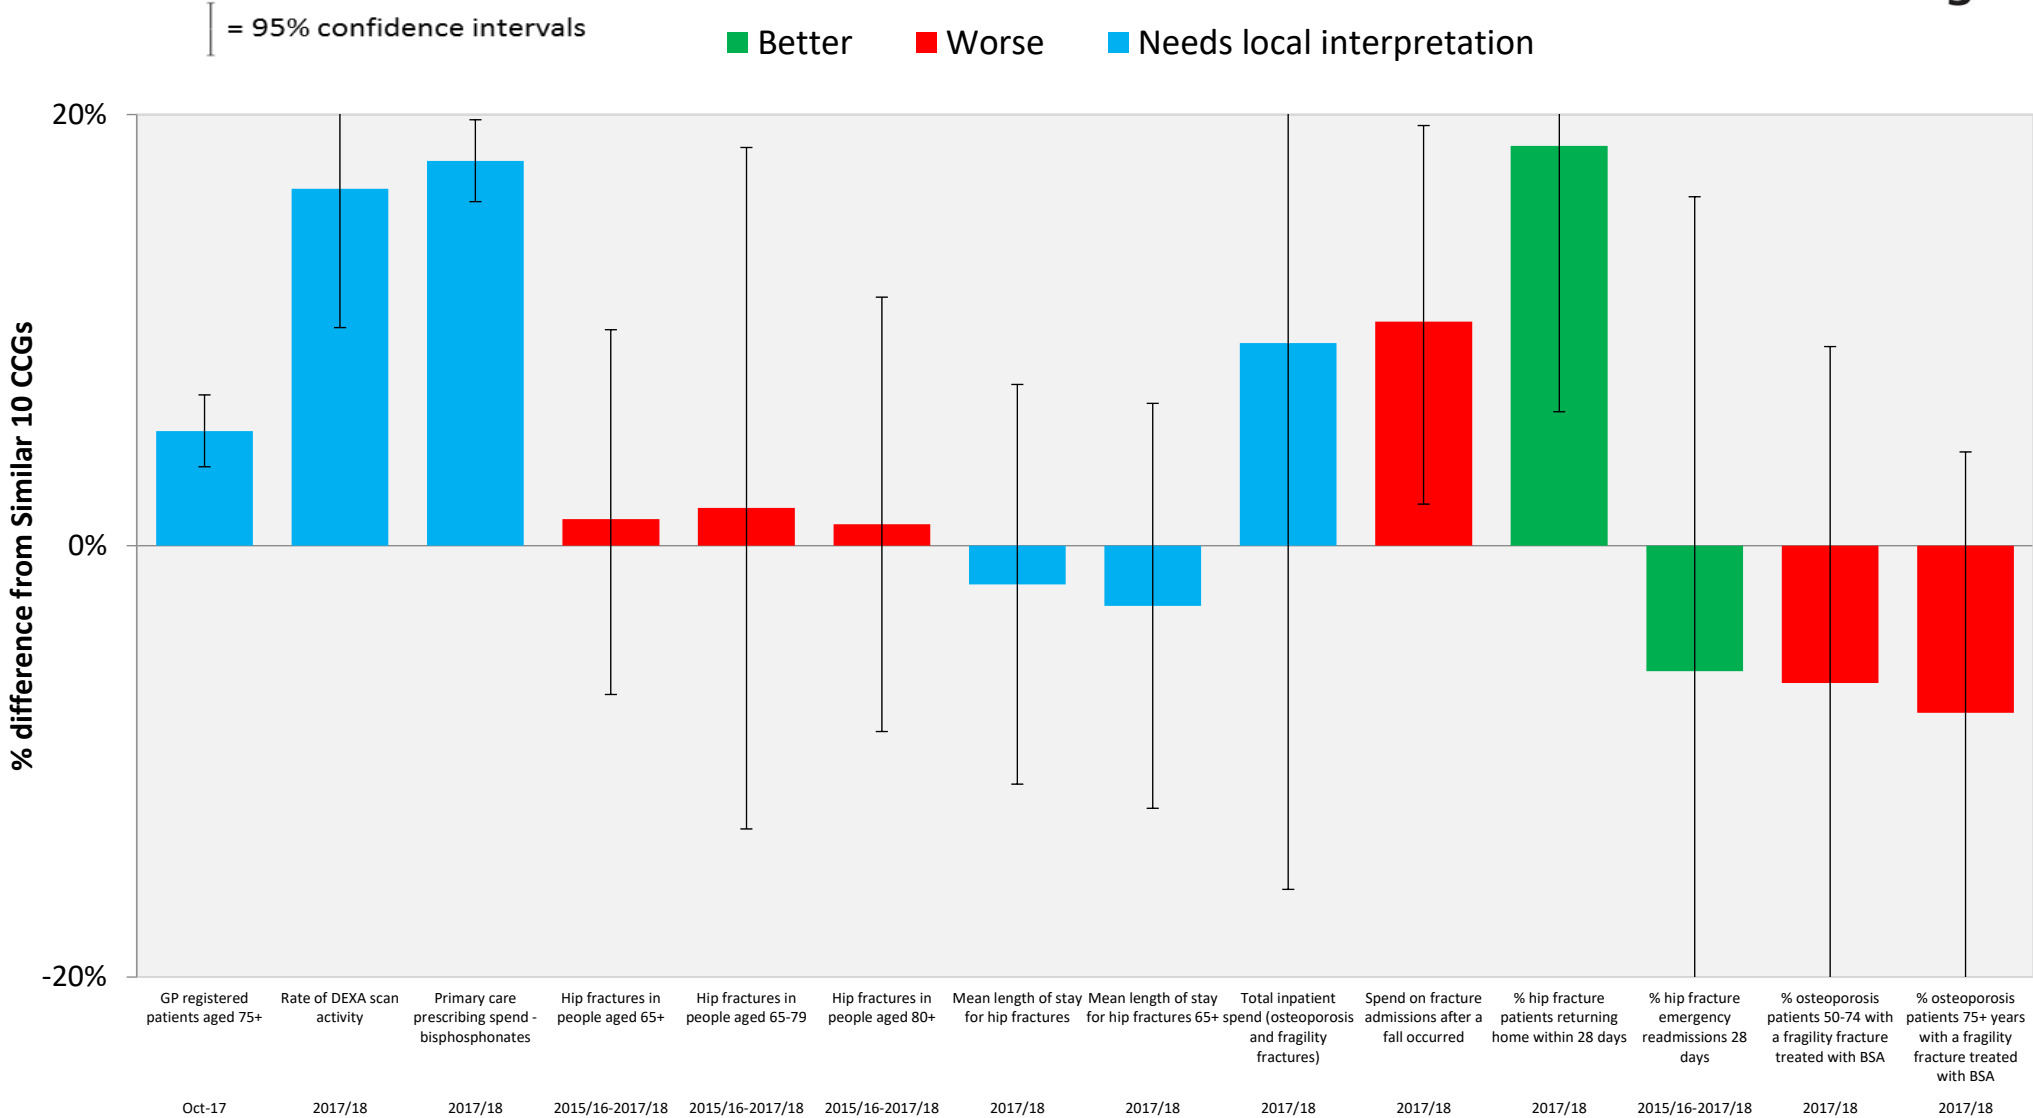 = 95% confidence intervals
Better
Worse
Needs local interpretation
% difference from Similar 10 CCGs
20%
0%
-20%
GP registered
patients aged 75+
Oct-17
Rate of DEXA scan
activity
2017/18
Primary care
prescribing spend -
bisphosphonates
2017/18
Hip fractures in
people aged 65+
2015/16-2017/18
Hip fractures in
people aged 65-79
2015/16-2017/18
Hip fractures in
people aged 80+
2015/16-2017/18
Mean length of stay
for hip fractures
2017/18
Mean length of stay
for hip fractures 65+
2017/18
Total inpatient
spend (osteoporosis
and fragility
fractures)
2017/18
Spend on fracture
admissions after a
fall occurred
2017/18
% hip fracture
patients returning
home within 28 days
2017/18
% hip fracture
emergency
readmissions 28
days
2015/16-2017/18
% osteoporosis
patients 50-74 with
a fragility fracture
treated with BSA
2017/18
% osteoporosis
patients 75+ years
with a fragility
fracture treated
with BSA
2017/18